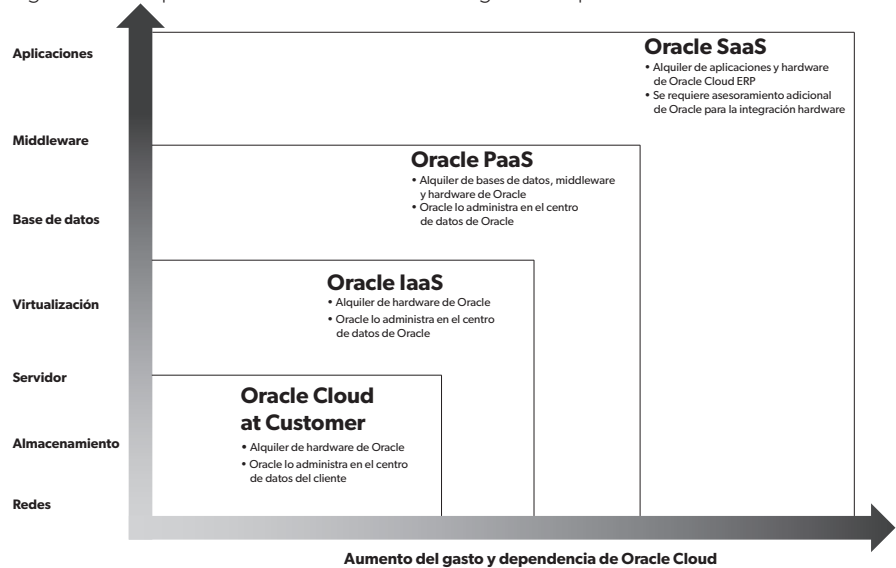 Aplicaciones
Oracle SaaS
• Alquiler de aplicaciones y hardware
de Oracle Cloud ERP
• Se requiere asesoramiento adicional
de Oracle para la integración hardware
Middleware
Oracle PaaS
• Alquiler de bases de datos, middleware
y hardware de Oracle
• Oracle lo administra en el centro
de datos de Oracle
Base de datos
Oracle IaaS
• Alquiler de hardware de Oracle
• Oracle lo administra en el centro
de datos de Oracle
Virtualización
Servidor
Oracle Cloud
at Customer
• Alquiler de hardware de Oracle
• Oracle lo administra en el centro
de datos del cliente
Almacenamiento
Redes
Aumento del gasto y dependencia de Oracle Cloud